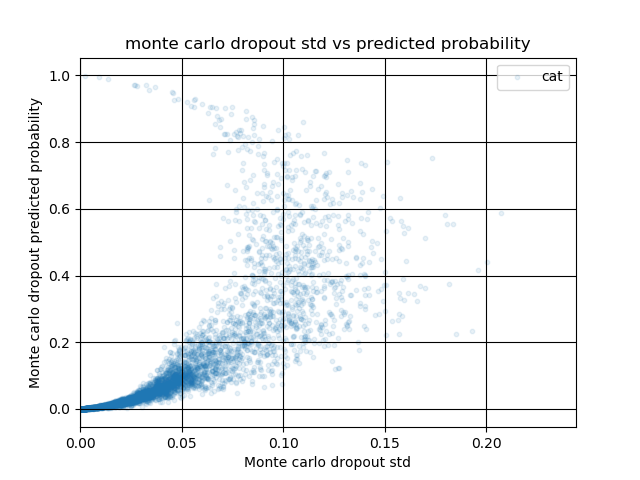 monte carlo dropout std vs predicted probability
cat
Monte carlo dropout predicted probability
1.0
0.8
0.6
0.4
0.2
0.0
0.00 0.05 0.10 0.15 0.20
Monte carlo dropout std